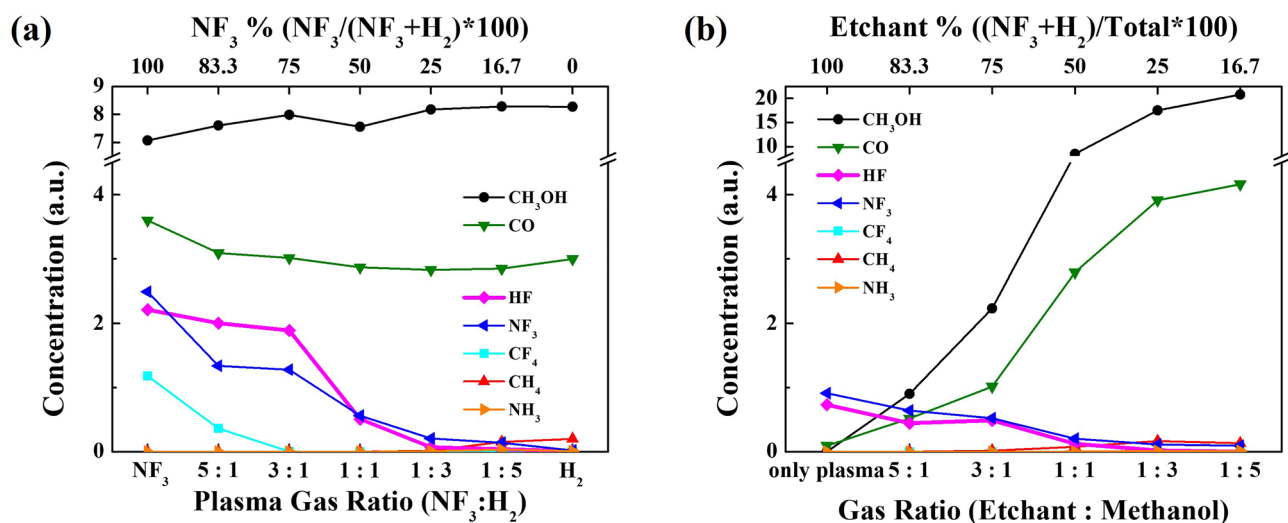 (a)
NF₃ % (NF₃/(NF₃+H₂)*100)
100 83.3 75 50 25 16.7 0
9
8
7
4
2
0
Concentration (a.u.)
CH₃OH
CO
HF
NF₃
CF₄
CH₄
NH₃
NF₃ 5 : 1 3 : 1 1 : 1 1 : 3 1 : 5 H₂
Plasma Gas Ratio (NF₃:H₂)
(b)
Etchant % ((NF₃+H₂)/Total*100)
100 83.3 75 50 25 16.7
20
15
10
4
2
0
Concentration (a.u.)
CH₃OH
CO
HF
NF₃
CF₄
CH₄
NH₃
only plasma 5 : 1 3 : 1 1 : 1 1 : 3 1 : 5
Gas Ratio (Etchant : Methanol)